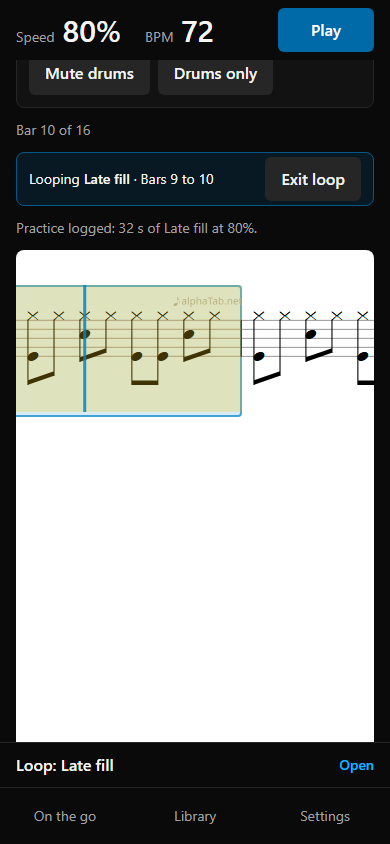 Speed 80% BPM 72 Play
Mute drums Drums only
Bar 10 of 16
Looping Late fill · Bars 9 to 10 Exit loop
Practice logged: 32 s of Late fill at 80%.
alphaTab.net
Loop: Late fill Open
On the go Library Settings